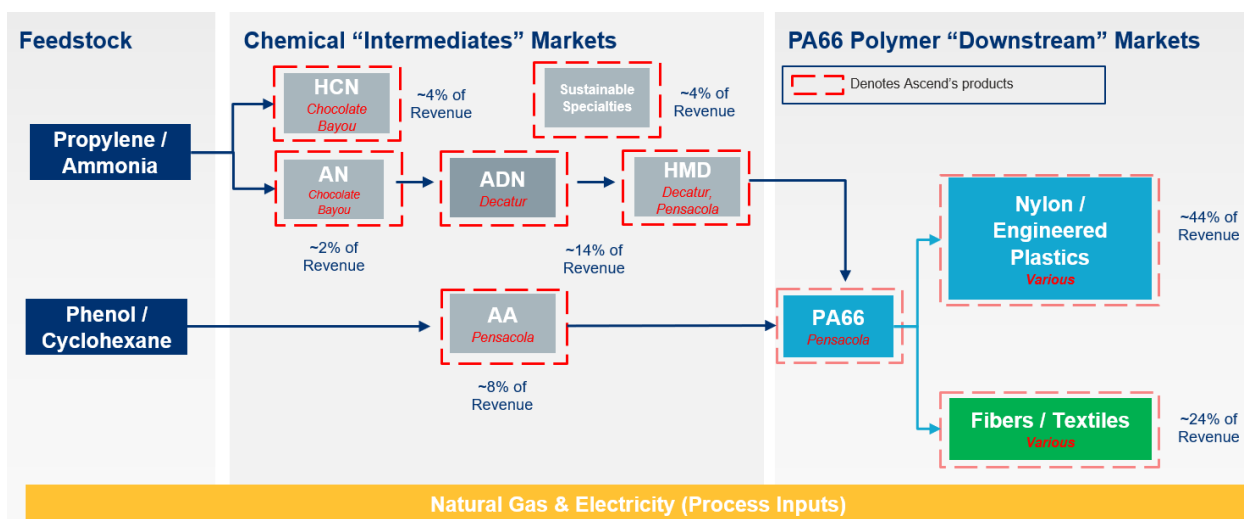 Feedstock
Chemical “Intermediates” Markets
PA66 Polymer “Downstream” Markets
Denotes Ascend’s products
HCN
Chocolate
Bayou
~4% of
Revenue
Sustainable
Specialties
~4% of
Revenue
Propylene /
Ammonia
AN
Chocolate
Bayou
ADN
Decatur
HMD
Decatur,
Pensacola
~2% of
Revenue
~14% of
Revenue
Nylon /
Engineered
Plastics
Various
~44% of
Revenue
Phenol /
Cyclohexane
AA
Pensacola
PA66
Pensacola
~8% of
Revenue
Fibers / Textiles
Various
~24% of
Revenue
Natural Gas & Electricity (Process Inputs)